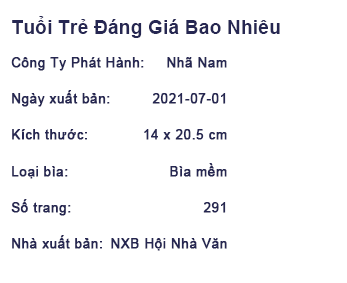 Tuổi Trẻ Đáng Giá Bao Nhiêu
Công Ty Phát Hành: Nhã Nam
Ngày xuất bản: 2021-07-01
Kích thước: 14 x 20.5 cm
Loại bìa: Bìa mềm
Số trang: 291
Nhà xuất bản: NXB Hội Nhà Văn